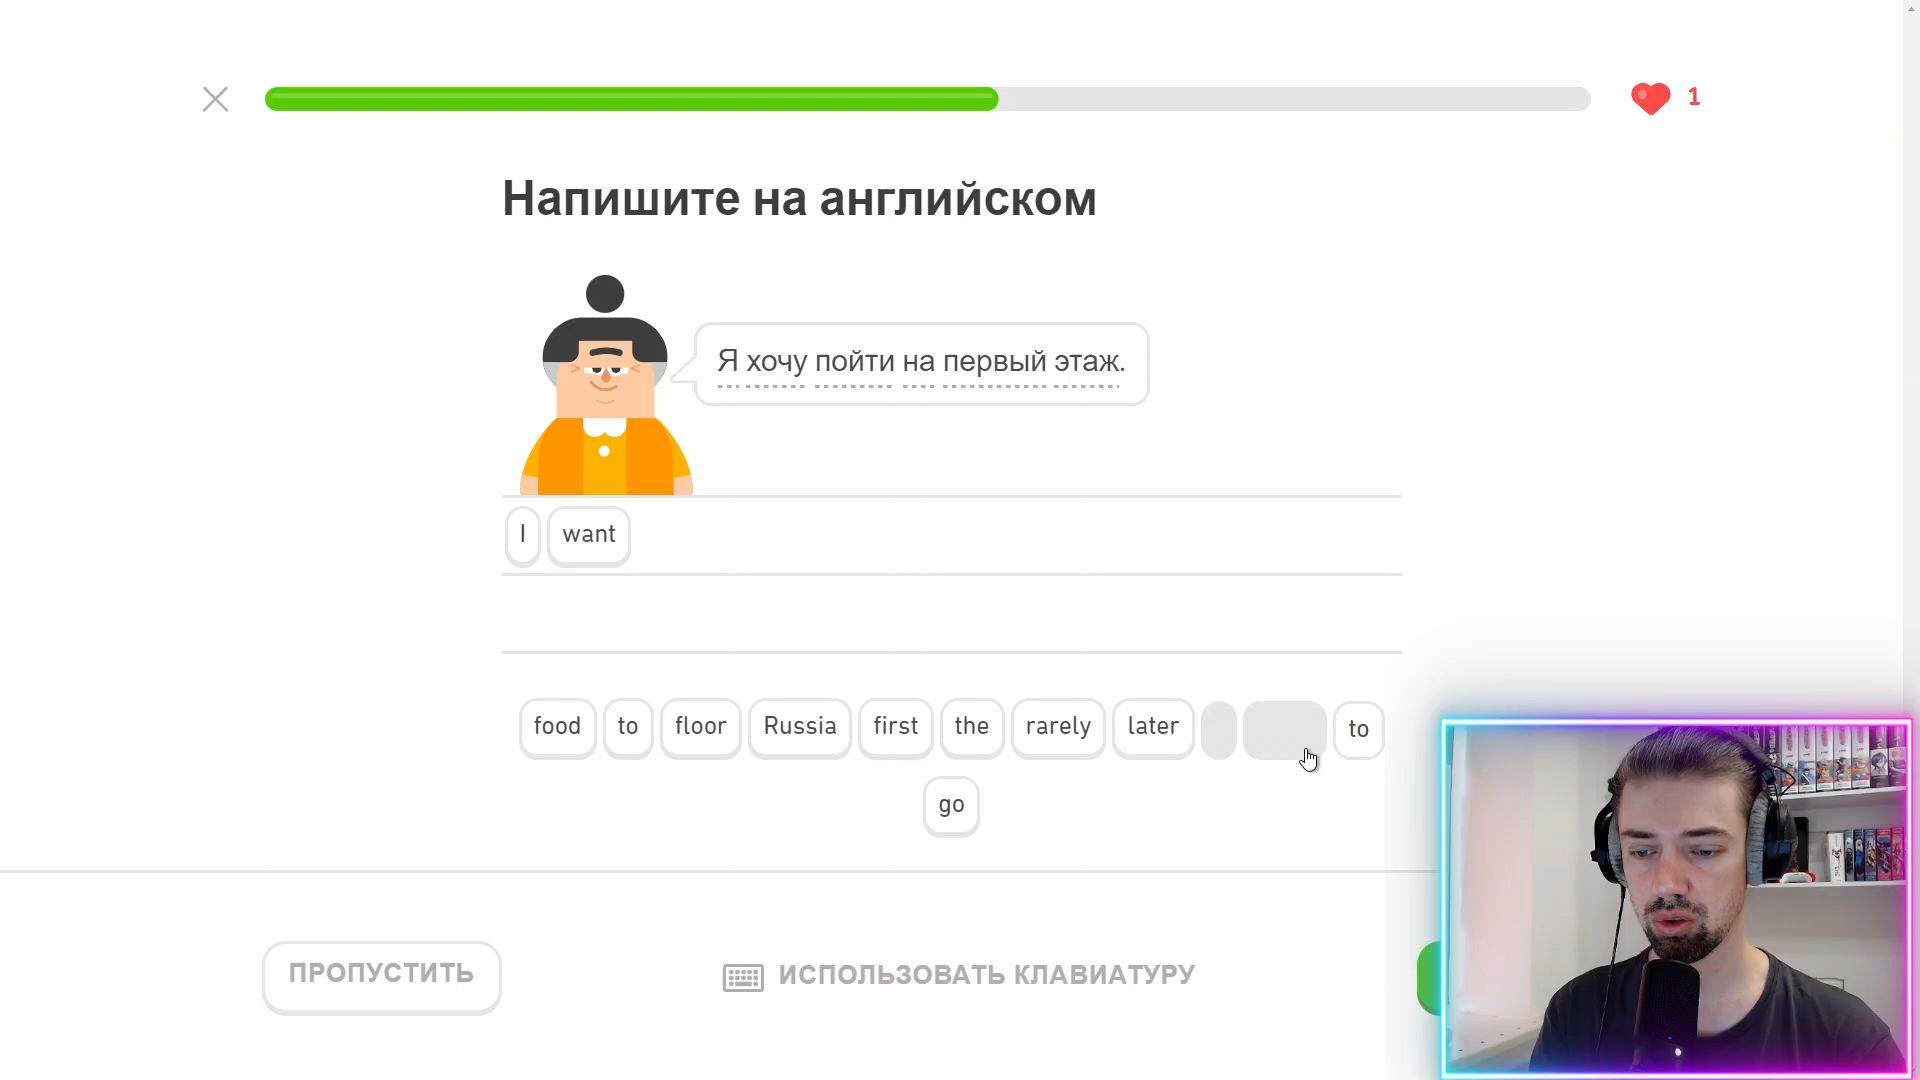 1
Напишите на английском
Я хочу пойти на первый этаж.
I want
food to floor Russia first the rarely later to
go
ПРОПУСТИТЬ
ИСПОЛЬЗОВАТЬ КЛАВИАТУРУ